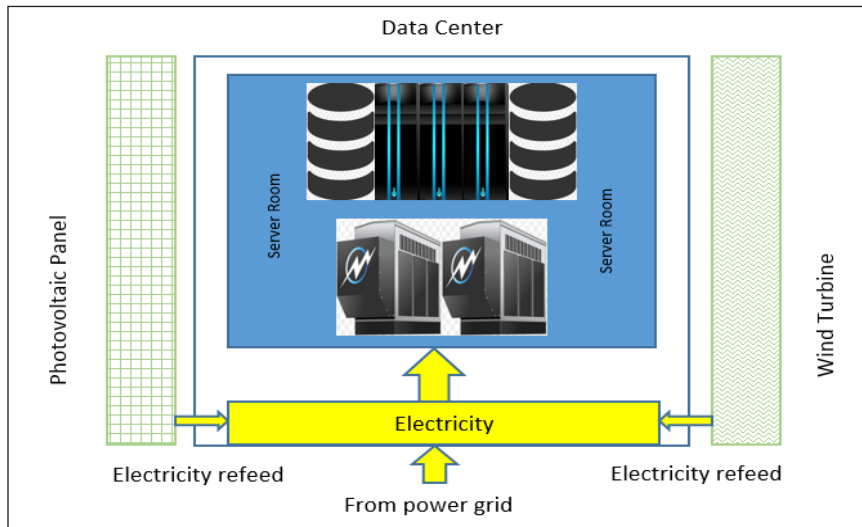 Data Center
Photovoltaic Panel
Server Room
Server Room
Wind Turbine
Electricity
Electricity refeed
Electricity refeed
From power grid